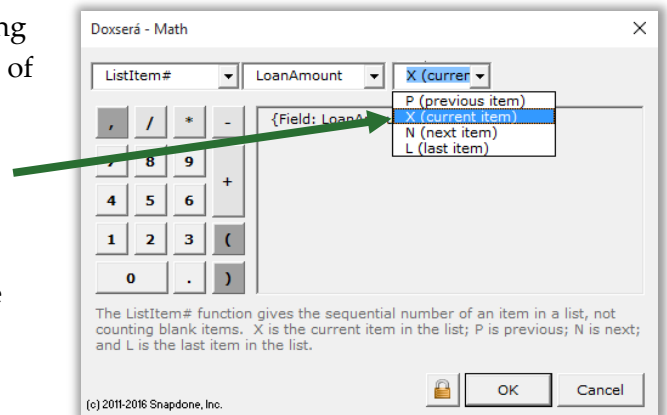 ng
of
e
Doxserá - Math
ListItem# LoanAmount X (currer
P (previous item)
X (current item)
N (next item)
L (last item)
{Field:
, / * -
8 9 +
4 5 6
1 2 3 (
0 . )
The ListItem# function gives the sequential number of an item in a list, not
counting blank items. X is the current item in the list; P is previous; N is next;
and L is the last item in the list.
OK Cancel
(c) 2011-2016 Snapdone, Inc.